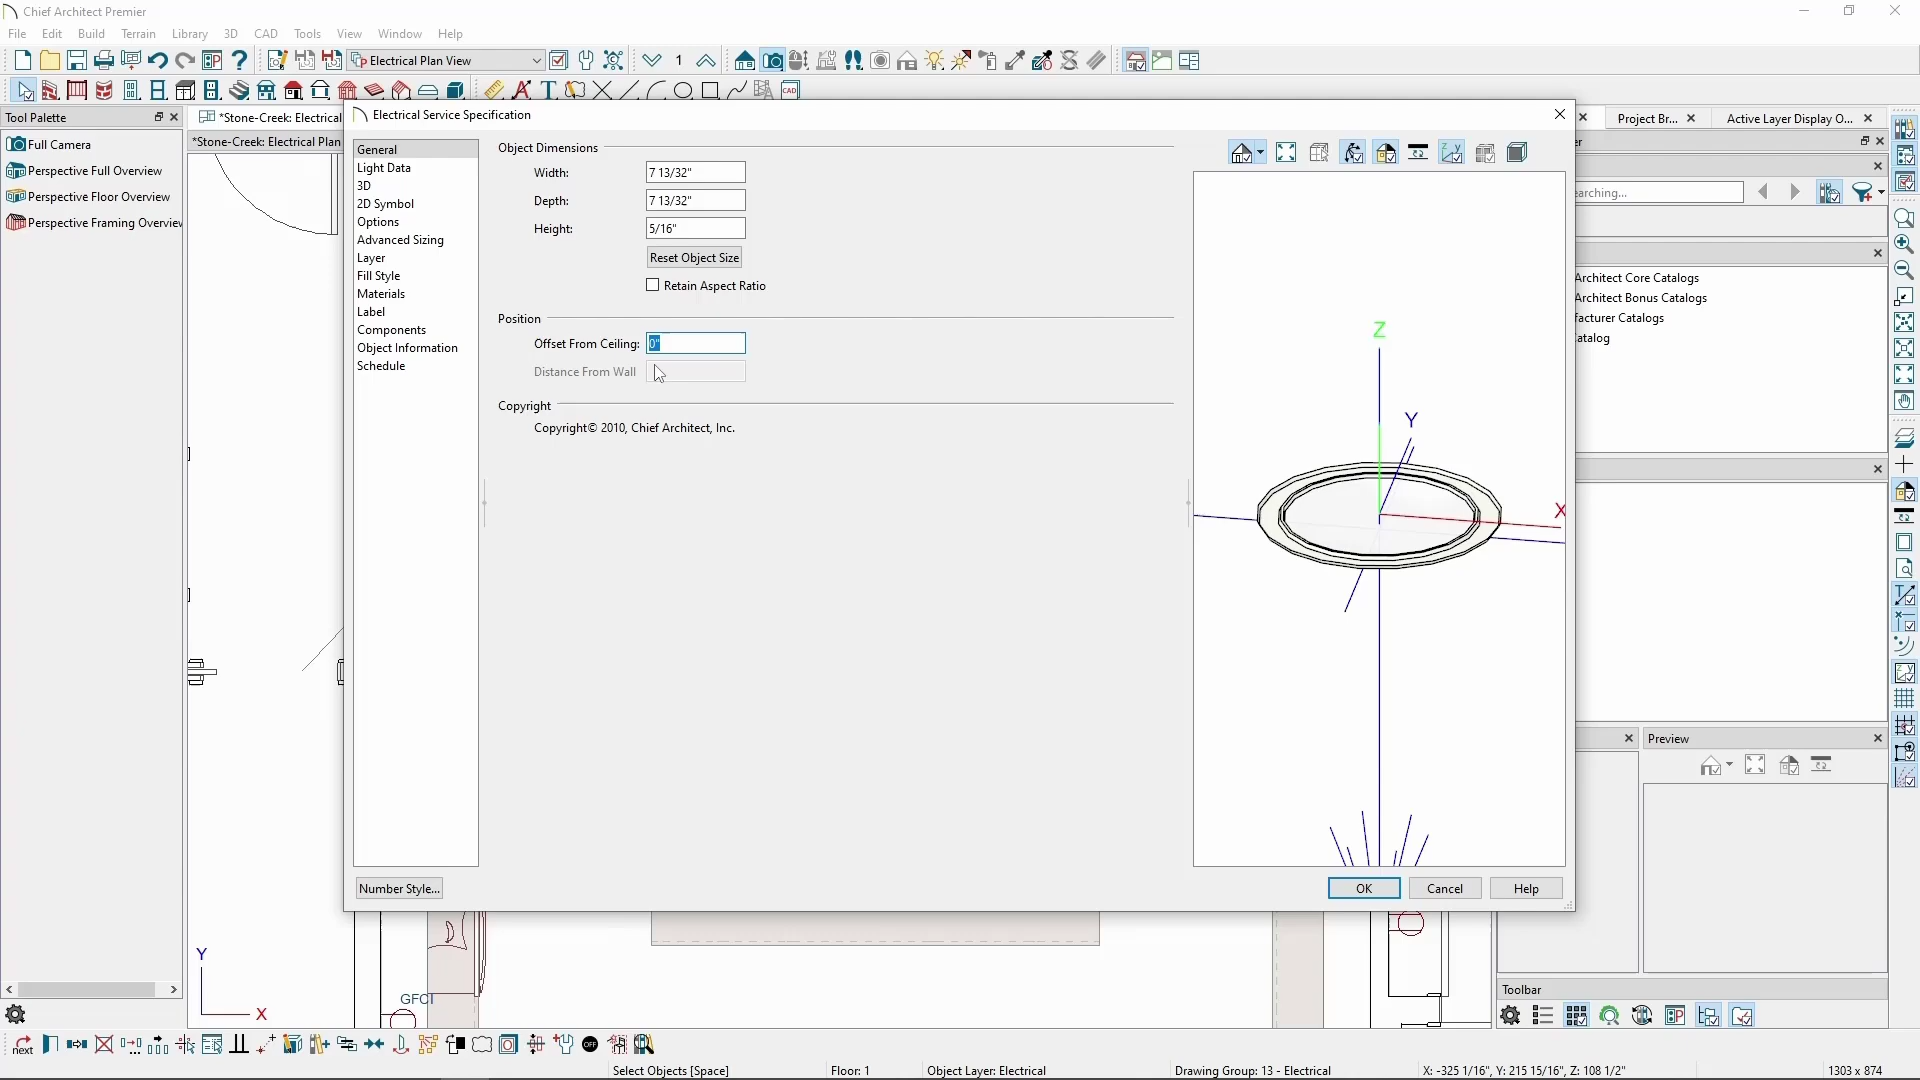 Chief Architect Premier
File Edit Build Terrain Library 3D CAD Tools View Window Help
Electrical Plan View
1
CAD
Tool Palette
*Stone-Creek: Electrical
Project Br...
Active Layer Display O...
*Stone-Creek: Electrical Plan
er
Full Camera
Perspective Full Overview
Perspective Floor Overview
Perspective Framing Overview
Electrical Service Specification
General
Light Data
3D
2D Symbol
Options
Advanced Sizing
Layer
Fill Style
Materials
Label
Components
Object Information
Schedule
Object Dimensions
Width: 7 13/32"
Depth: 7 13/32"
Height: 5/16"
Reset Object Size
Retain Aspect Ratio
Position
Offset From Ceiling: 0"
Distance From Wall
Copyright
Copyright© 2010, Chief Architect, Inc.
Z
Y
X
Number Style...
OK
Cancel
Help
earching...
Architect Core Catalogs
Architect Bonus Catalogs
facturer Catalogs
atalog
Preview
Toolbar
Y
X
GFCI
next
OFF
Select Objects [Space]
Floor: 1
Object Layer: Electrical
Drawing Group: 13 - Electrical
X: -325 1/16", Y: 215 15/16", Z: 108 1/2"
1303 x 874